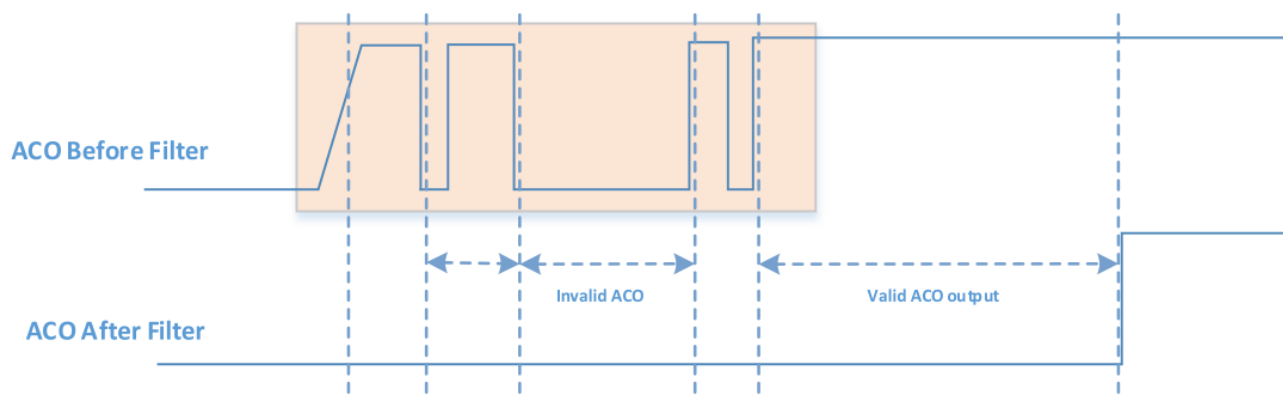 ACO Before Filter
Invalid ACO
Valid ACO output
ACO After Filter